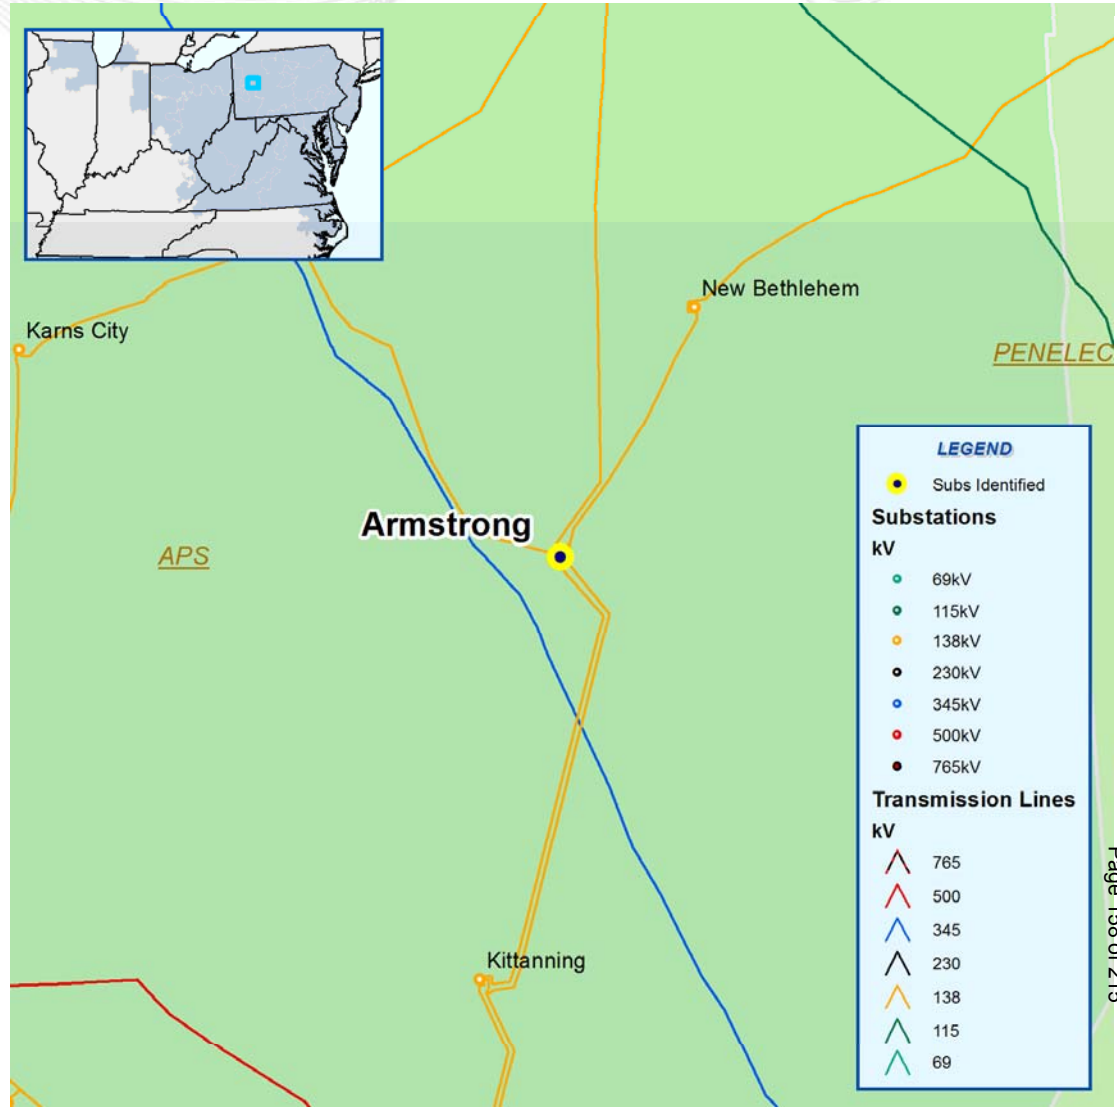 New Bethlehem
Karns City
PENELEC
LEGEND
Subs Identified
Substations
kV
69kV
115kV
138kV
230kV
345kV
500kV
765kV
Transmission Lines
kV
765
500
345
230
138
115
69
Armstrong
APS
Kittanning